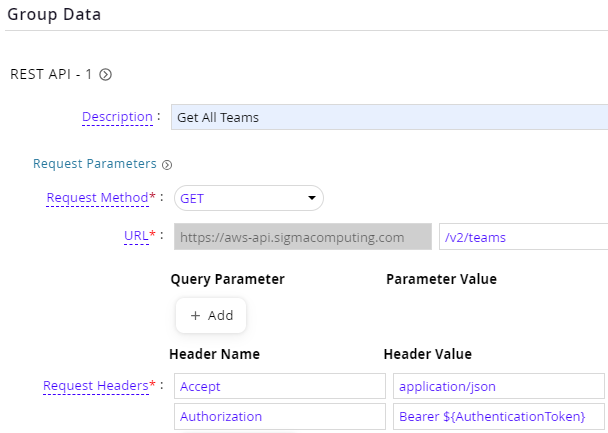 Group Data
REST API - 1
Description :
Get All Teams
Request Parameters
Request Method* :
GET
URL* :
https://aws-api.sigmacomputing.com
/v2/teams
Query Parameter
Parameter Value
+ Add
Header Name
Header Value
Request Headers* :
Accept
application/json
Authorization
Bearer ${AuthenticationToken}